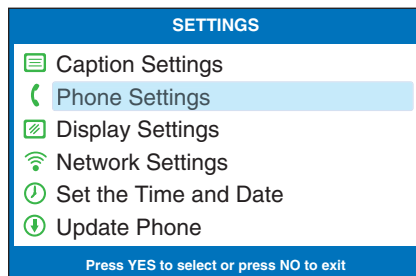 SETTINGS
Caption Settings
Phone Settings
Display Settings
Network Settings
Set the Time and Date
Update Phone
Press YES to select or press NO to exit